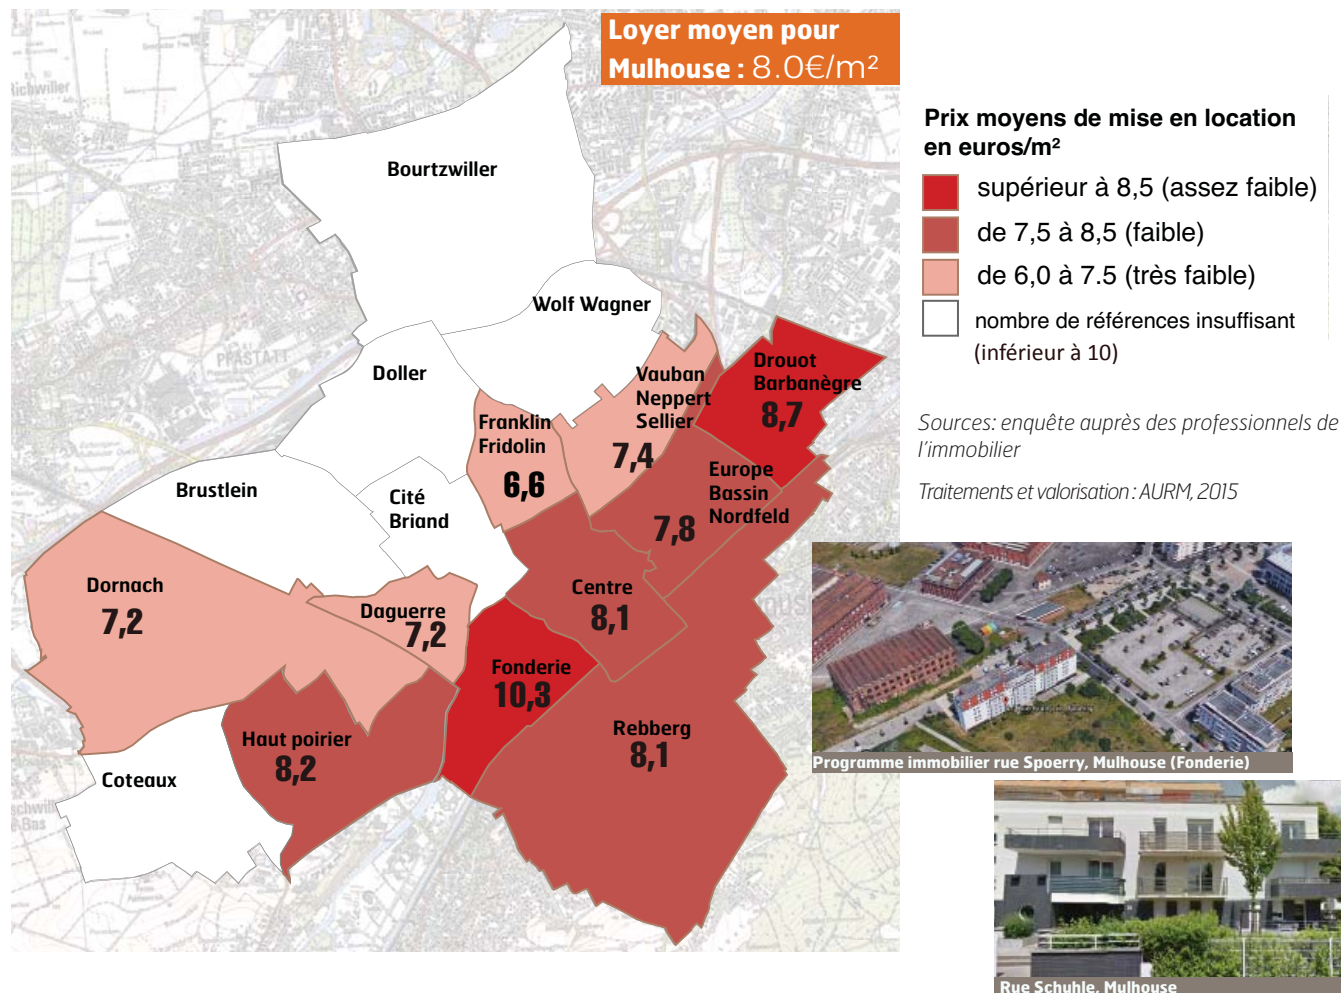 Loyer moyen pour
Mulhouse : 8.0€/m²
Prix moyens de mise en location
en euros/m²
supérieur à 8,5 (assez faible)
de 7,5 à 8,5 (faible)
de 6,0 à 7.5 (très faible)
nombre de références insuffisant
(inférieur à 10)
Sources: enquête auprès des professionnels de
l'immobilier
Traitements et valorisation : AURM, 2015
Bourtzwiller
Wolf Wagner
PFASTATT
Doller
Vauban
Neppert
Sellier
7,4
Drouot
Barbanègre
8,7
Franklin
Fridolin
6,6
Europe
Bassin
Nordfeld
7,8
Brustlein
Cité
Briand
Dornach
7,2
Daguerre
7,2
Centre
8,1
Fonderie
10,3
Haut poirier
8,2
Rebberg
8,1
Coteaux
Programme immobilier rue Spoerry, Mulhouse (Fonderie)
Rue Schuhle, Mulhouse